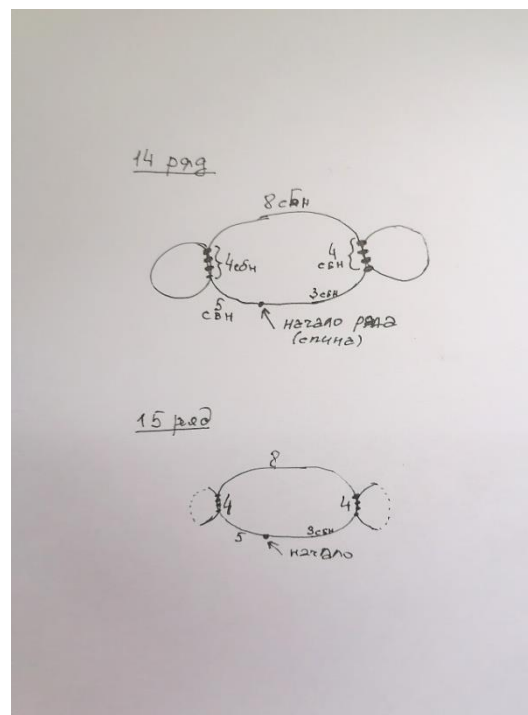 14 ряд
8 сбн
4 сбн
4
сбн
5
сбн
3 сбн
начало ряда
(спина)
15 ряд
8
4
4
5
3 сбн
начало